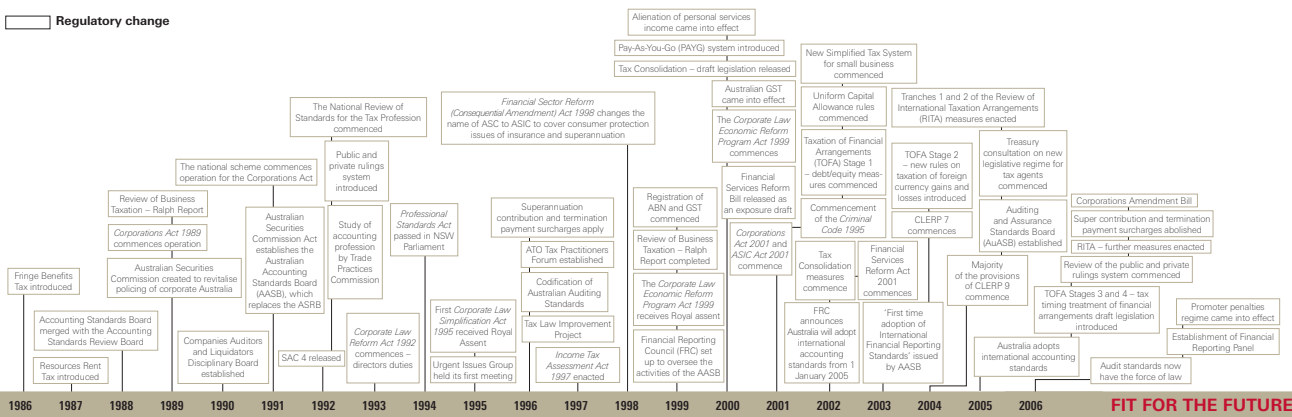 Regulatory change
Fringe Benefits
Tax introduced
Accounting Standards Board
merged with the Accounting
Standards Review Board
Resources Rent
Tax introduced
Review of Business
Taxation – Ralph Report
Corporations Act 1989
commences operation
Australian Securities
Commission created to revitalise
policing of corporate Australia
The national scheme commences
operation for the Corporations Act
Companies Auditors
and Liquidators
Disciplinary Board
established
Australian
Securities
Commission Act
establishes the
Australian
Accounting
Standards Board
(AASB), which
replaces the ASRB
SAC 4 released
The National Review of
Standards for the Tax Profession
commenced
Public and
private rulings
system
introduced
Study of
accounting
profession
by Trade
Practices
Commission
Corporate Law
Reform Act 1992
commences –
directors duties
Professional
Standards Act
passed in NSW
Parliament
First Corporate Law
Simplification Act
1995 received Royal
Assent
Urgent Issues Group
held its first meeting
Financial Sector Reform
(Consequential Amendment) Act 1998 changes the
name of ASC to ASIC to cover consumer protection
issues of insurance and superannuation
Superannuation
contribution and termination
payment surcharges apply
ATO Tax Practitioners
Forum established
Codification of
Australian Auditing
Standards
Tax Law Improvement
Project
Income Tax
Assessment Act
1997 enacted
Registration of
ABN and GST
commenced
Review of Business
Taxation – Ralph
Report completed
The Corporate Law
Economic Reform
Program Act 1999
receives Royal assent
Financial Reporting
Council (FRC) set
up to oversee the
activities of the AASB
Alienation of personal services
income came into effect
Pay-As-You-Go (PAYG) system introduced
Tax Consolidation – draft legislation released
Australian GST
came into effect
The Corporate Law
Economic Reform
Program Act 1999
commences
Financial
Services Reform
Bill released as
an exposure draft
Corporations
Act 2001 and
ASIC Act 2001
commence
New Simplified Tax System
for small business
commenced
Uniform Capital
Allowance rules
commenced
Taxation of Financial
Arrangements
(TOFA) Stage 1
– debt/equity meas-
ures commenced
Commencement
of the Criminal
Code 1995
Tax
Consolidation
measures
commence
FRC
announces
Australia will adopt
international
accounting
standards from 1
January 2005
Financial
Services
Reform Act
2001
commences
'First time
adoption of
International
Financial Reporting
Standards' issued
by AASB
Tranches 1 and 2 of the Review of
International Taxation Arrangements
(RITA) measures enacted
TOFA Stage 2
– new rules on
taxation of foreign
currency gains and
losses introduced
CLERP 7
commences
Majority
of the provisions
of CLERP 9
commence
Treasury
consultation on new
legislative regime for
tax agents
commenced
Auditing
and Assurance
Standards Board
(AuASB) established
Australia adopts
international accounting
standards
Corporations Amendment Bill
Super contribution and termination
payment surcharges abolished
RITA – further measures enacted
Review of the public and private
rulings system commenced
TOFA Stages 3 and 4 – tax
timing treatment of financial
arrangements draft legislation
introduced
Promoter penalties
regime came into effect
Establishment of Financial
Reporting Panel
Audit standards now
have the force of law
1986 1987 1988 1989 1990 1991 1992 1993 1994 1995 1996 1997 1998 1999 2000 2001 2002 2003 2004 2005 2006 FIT FOR THE FUTURE